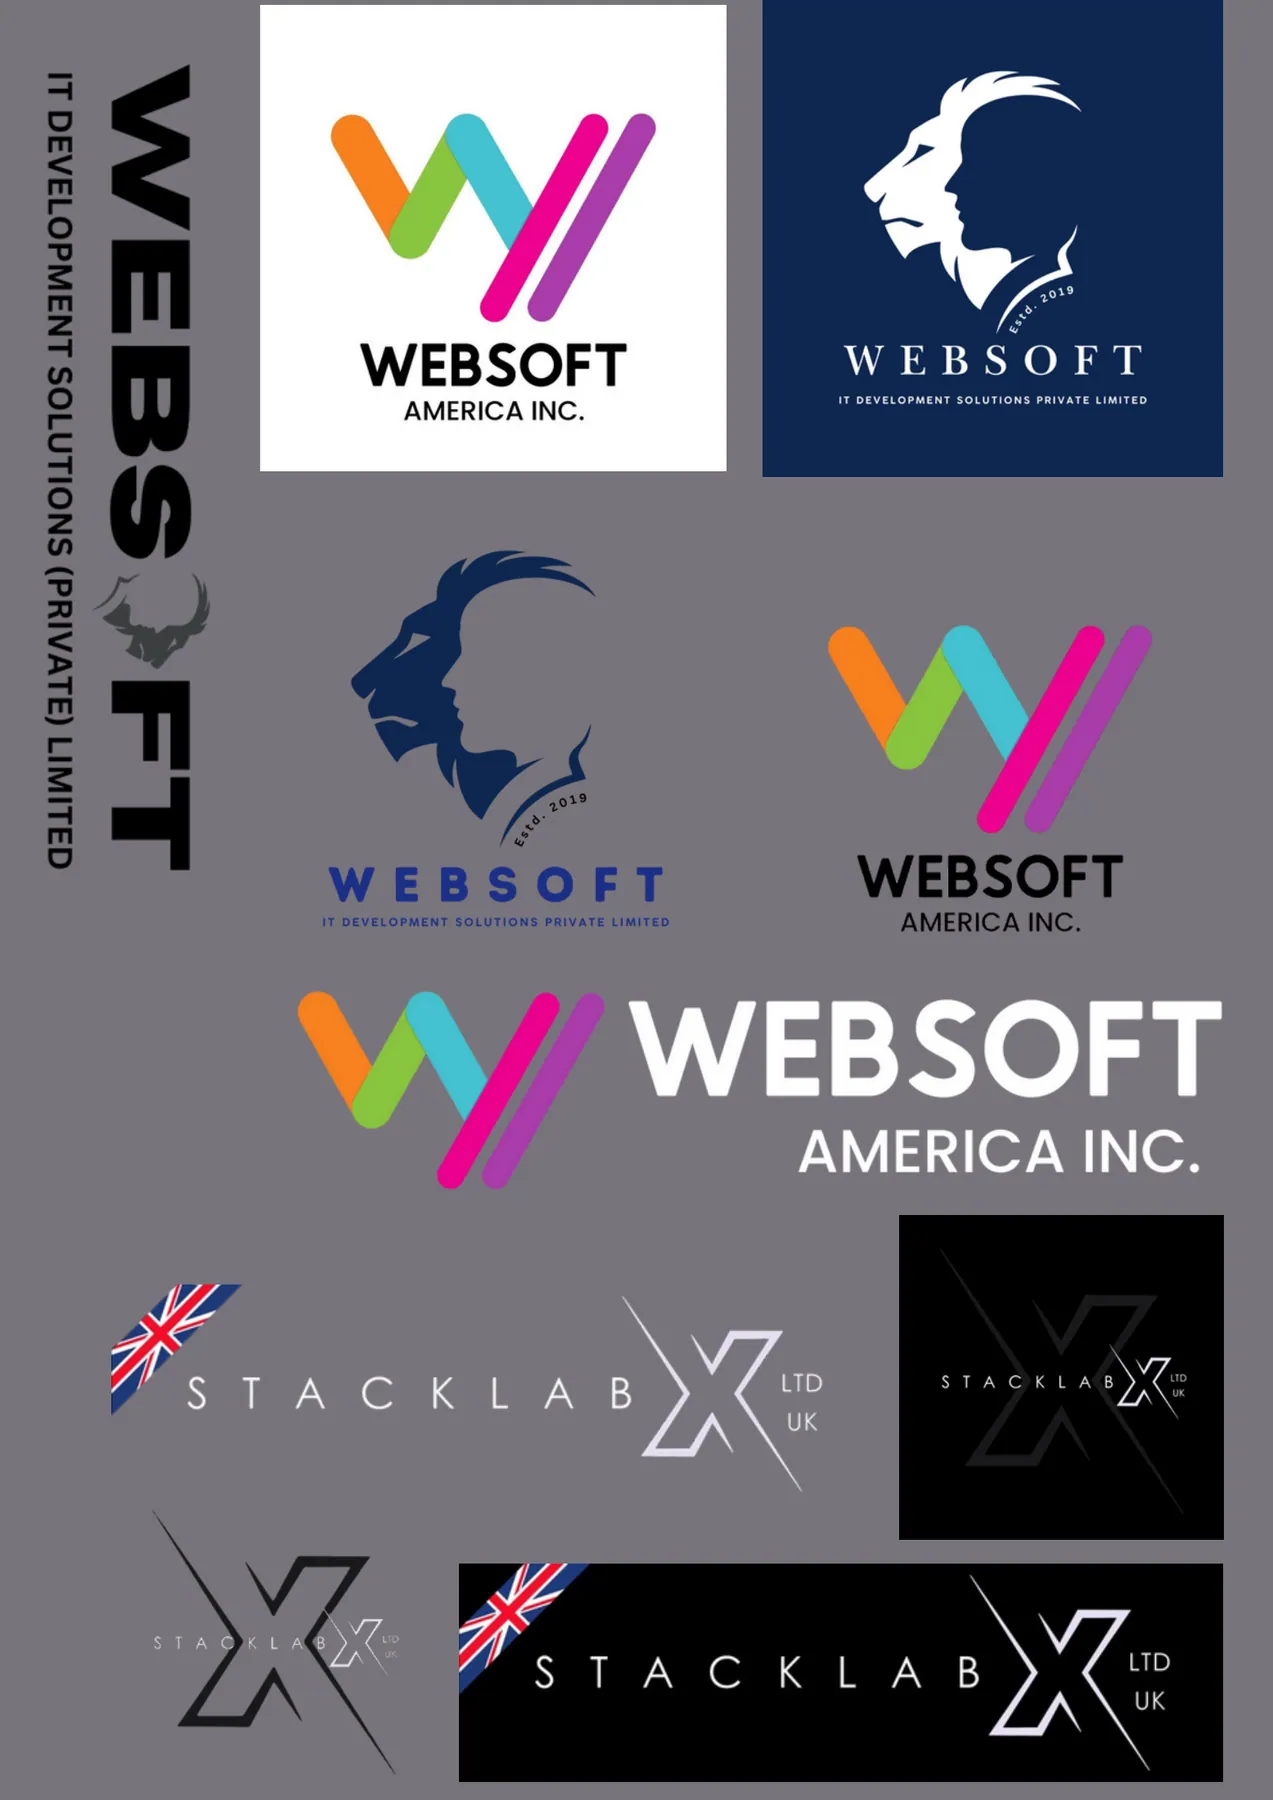 WEBSOFT
IT DEVELOPMENT SOLUTIONS (PRIVATE) LIMITED
WEBSOFT
AMERICA INC.
Estd. 2019
WEBSOFT
IT DEVELOPMENT SOLUTIONS PRIVATE LIMITED
Estd. 2019
WEBSOFT
IT DEVELOPMENT SOLUTIONS PRIVATE LIMITED
WEBSOFT
AMERICA INC.
WEBSOFT
AMERICA INC.
STACKLAB X LTD
UK
STACKLAB X LTD
UK
STACKLAB X LTD
UK
STACKLAB X LTD
UK